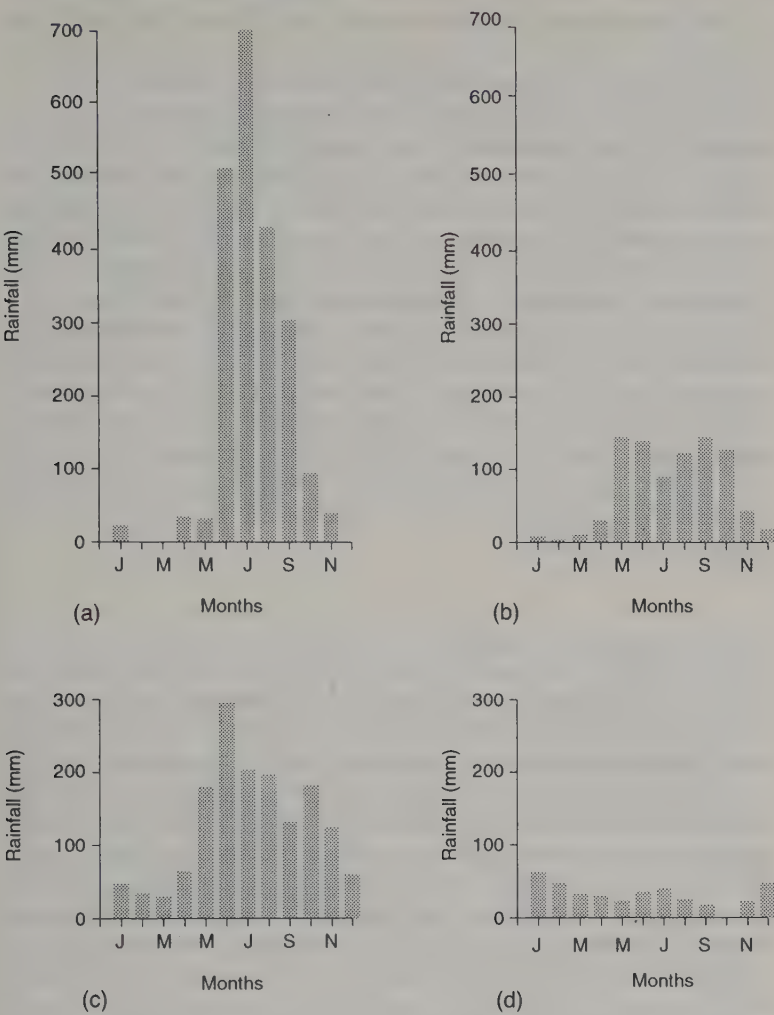 700
600
500
400
300
200
100
0
Rainfall (mm)
J M M J S N
Months
(a)
700
600
500
400
300
200
100
0
Rainfall (mm)
J M M J S N
Months
(b)
300
200
100
0
Rainfall (mm)
J M M J S N
Months
(c)
300
200
100
0
Rainfall (mm)
J M M J S N
Months
(d)